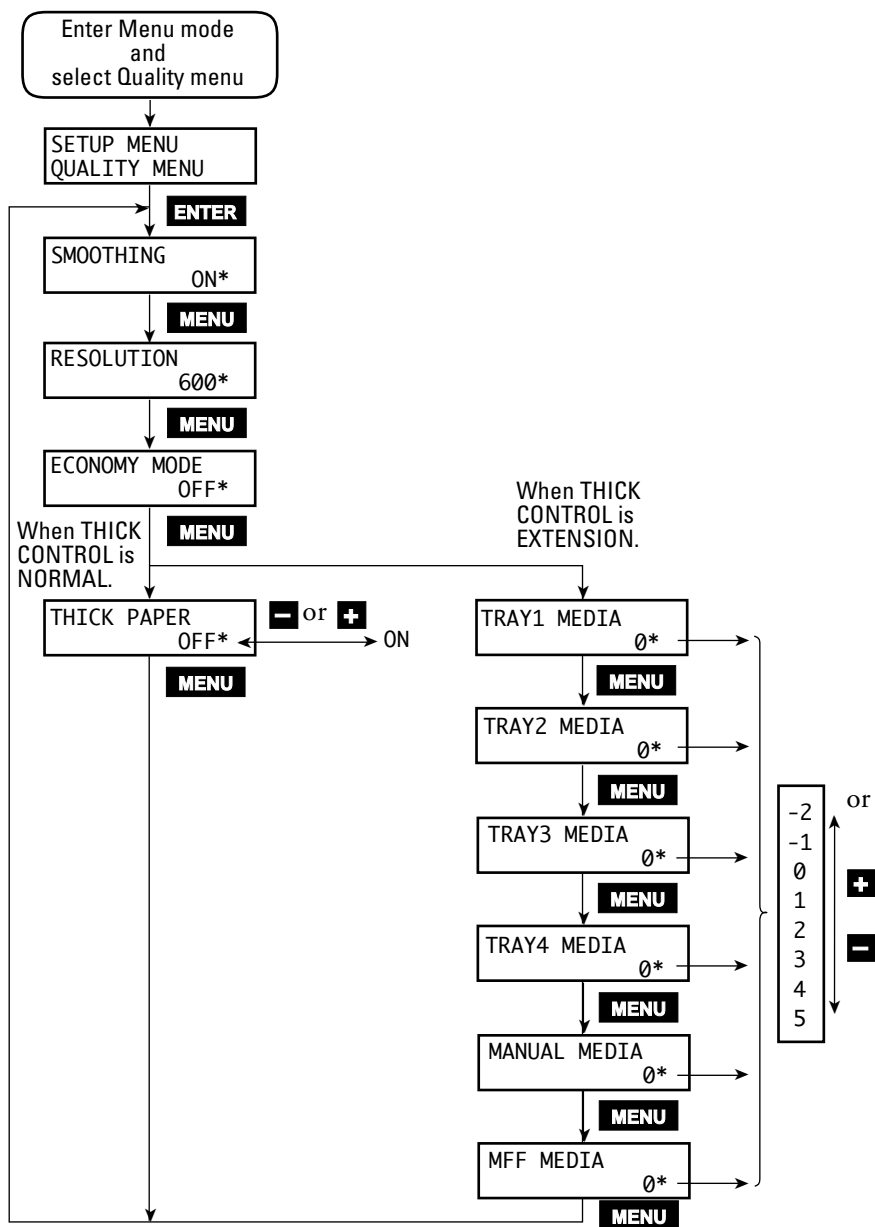 Enter Menu mode
and
select Quality menu
SETUP MENU
QUALITY MENU
ENTER
SMOOTHING
ON*
MENU
RESOLUTION
600*
MENU
ECONOMY MODE
OFF*
MENU
When THICK
CONTROL is
NORMAL.
When THICK
CONTROL is
EXTENSION.
THICK PAPER
OFF*
- or +
ON
MENU
TRAY1 MEDIA
0*
MENU
TRAY2 MEDIA
0*
MENU
TRAY3 MEDIA
0*
MENU
TRAY4 MEDIA
0*
MENU
MANUAL MEDIA
0*
MENU
MFF MEDIA
0*
MENU
-2
-1
0
1
2
3
4
5
or
+
-